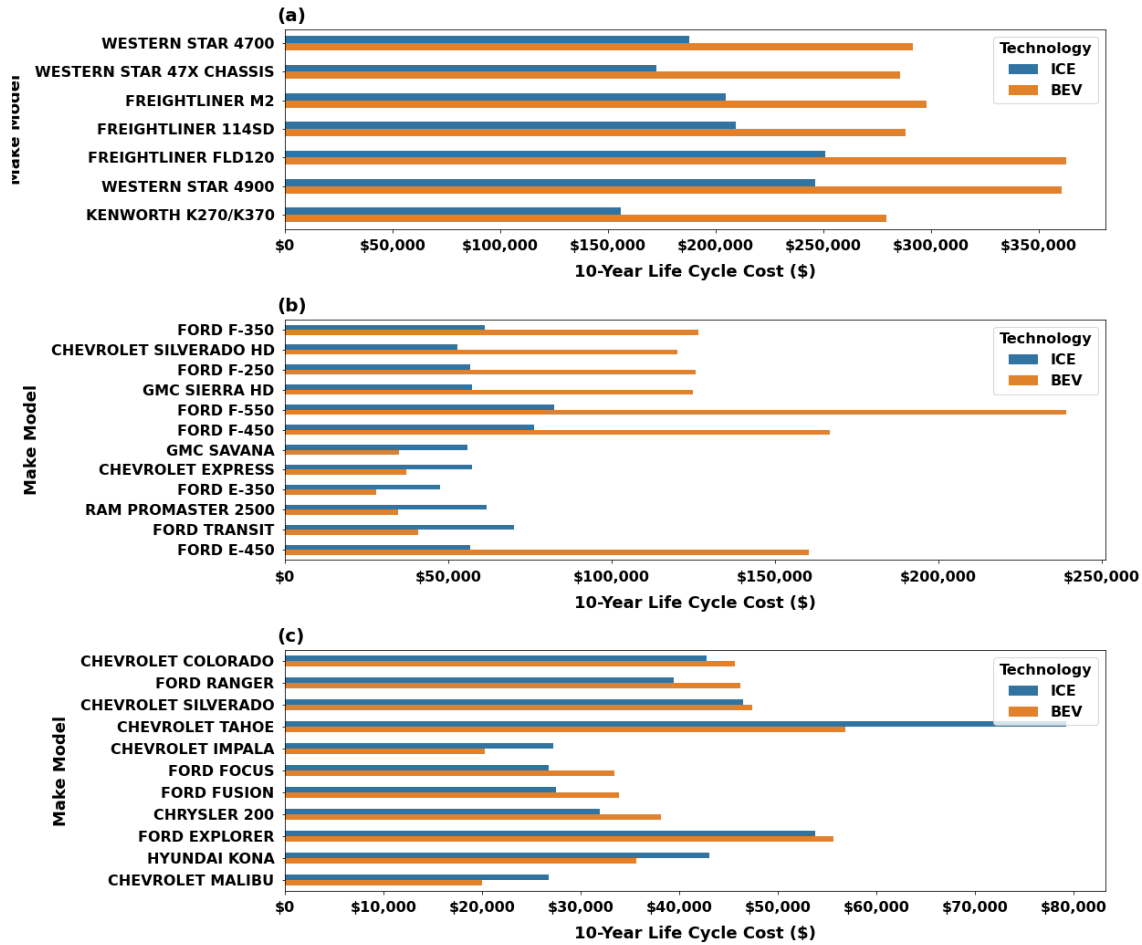 (a)
Make Model
WESTERN STAR 4700
WESTERN STAR 47X CHASSIS
FREIGHTLINER M2
FREIGHTLINER 114SD
FREIGHTLINER FLD120
WESTERN STAR 4900
KENWORTH K270/K370
Technology
ICE
BEV
$0 $50,000 $100,000 $150,000 $200,000 $250,000 $300,000 $350,000
10-Year Life Cycle Cost ($)
(b)
Make Model
FORD F-350
CHEVROLET SILVERADO HD
FORD F-250
GMC SIERRA HD
FORD F-550
FORD F-450
GMC SAVANA
CHEVROLET EXPRESS
FORD E-350
RAM PROMASTER 2500
FORD TRANSIT
FORD E-450
Technology
ICE
BEV
$0 $50,000 $100,000 $150,000 $200,000 $250,000
10-Year Life Cycle Cost ($)
(c)
Make Model
CHEVROLET COLORADO
FORD RANGER
CHEVROLET SILVERADO
CHEVROLET TAHOE
CHEVROLET IMPALA
FORD FOCUS
FORD FUSION
CHRYSLER 200
FORD EXPLORER
HYUNDAI KONA
CHEVROLET MALIBU
Technology
ICE
BEV
$0 $10,000 $20,000 $30,000 $40,000 $50,000 $60,000 $70,000 $80,000
10-Year Life Cycle Cost ($)